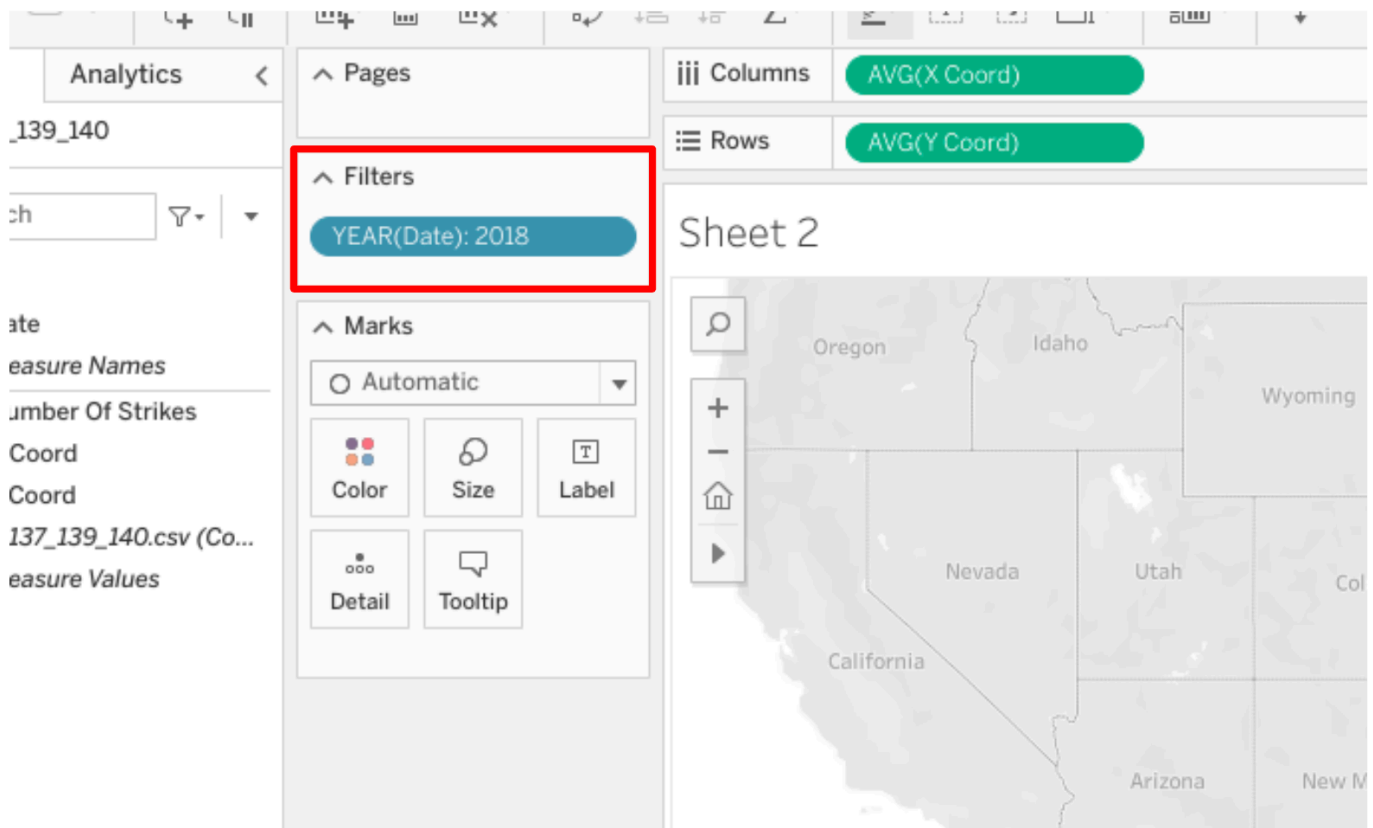 Analytics
_139_140
ch
ate
easure Names
umber Of Strikes
Coord
Coord
137_139_140.csv (Co...
easure Values
Pages
Filters
YEAR(Date): 2018
Marks
Automatic
Color
Size
T
Label
Detail
Tooltip
iii Columns
AVG(X Coord)
Rows
AVG(Y Coord)
Sheet 2
Oregon
Idaho
Wyoming
Nevada
Utah
Col
California
Arizona
New M